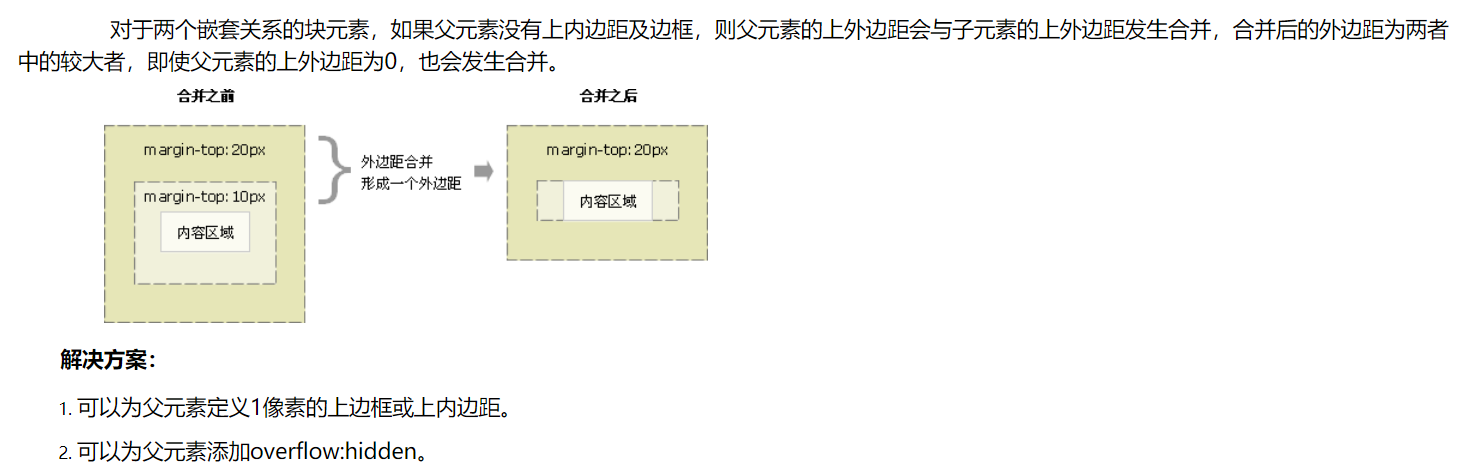 对于两个嵌套关系的块元素，如果父元素没有上内边距及边框，则父元素的上外边距会与子元素的上外边距发生合并，合并后的外边距为两者
中的较大者，即使父元素的上外边距为0，也会发生合并。
合并之前
合并之后
margin-top: 20px
margin-top: 10px
内容区域
外边距合并
形成一个外边距
margin-top: 20px
内容区域
解决方案：
1. 可以为父元素定义1像素的上边框或上内边距。
2. 可以为父元素添加overflow:hidden。